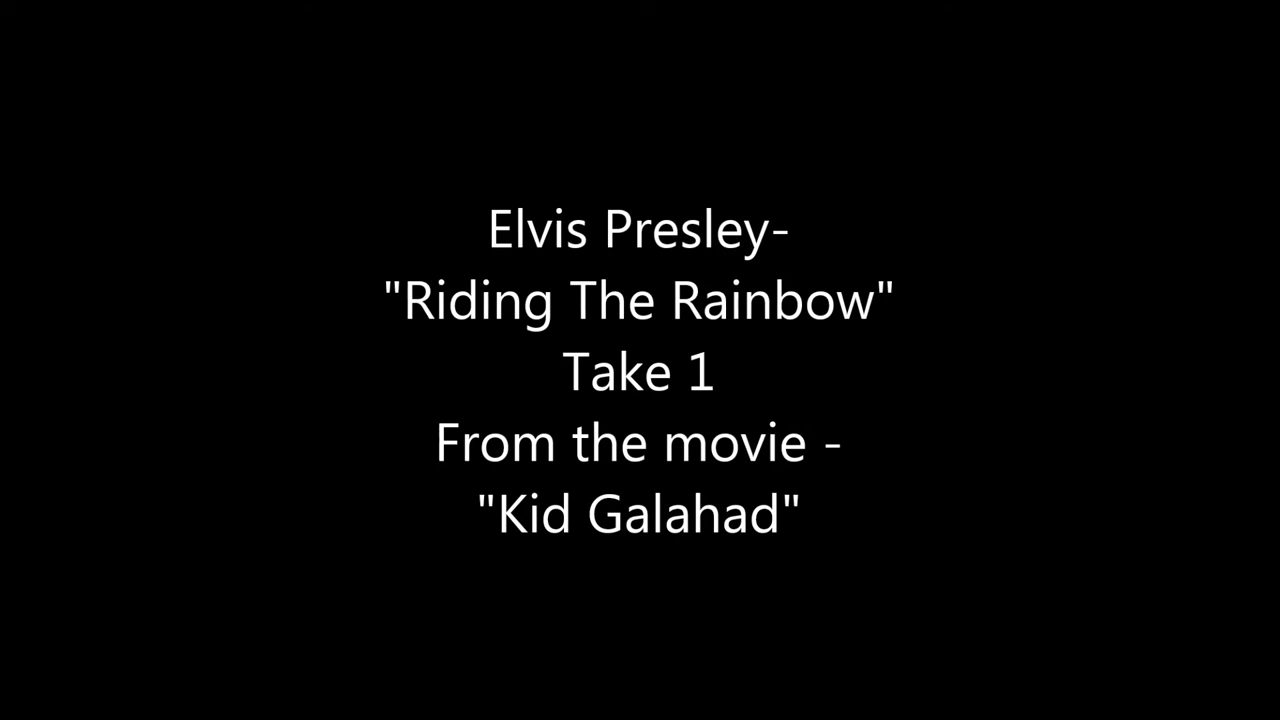 Elvis Presley-
"Riding The Rainbow"
Take 1
From the movie -
"Kid Galahad"